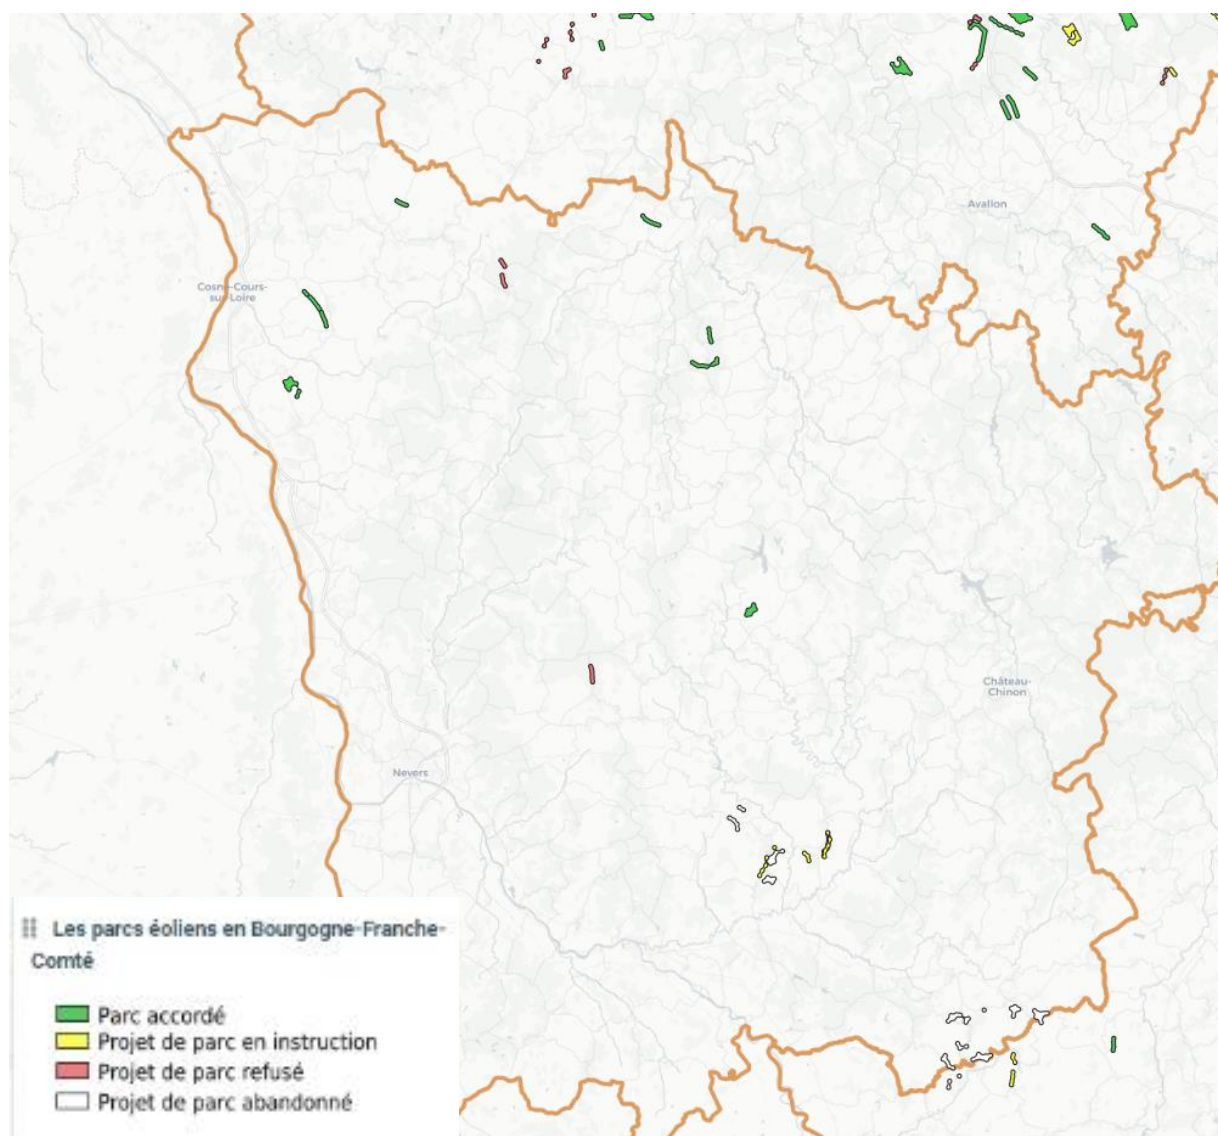 Avallon
Cosne-Cours-
sur-Loire
Château-
Chinon
Nevers
Les parcs éoliens en Bourgogne-Franche-
Comté
Parc accordé
Projet de parc en instruction
Projet de parc refusé
Projet de parc abandonné